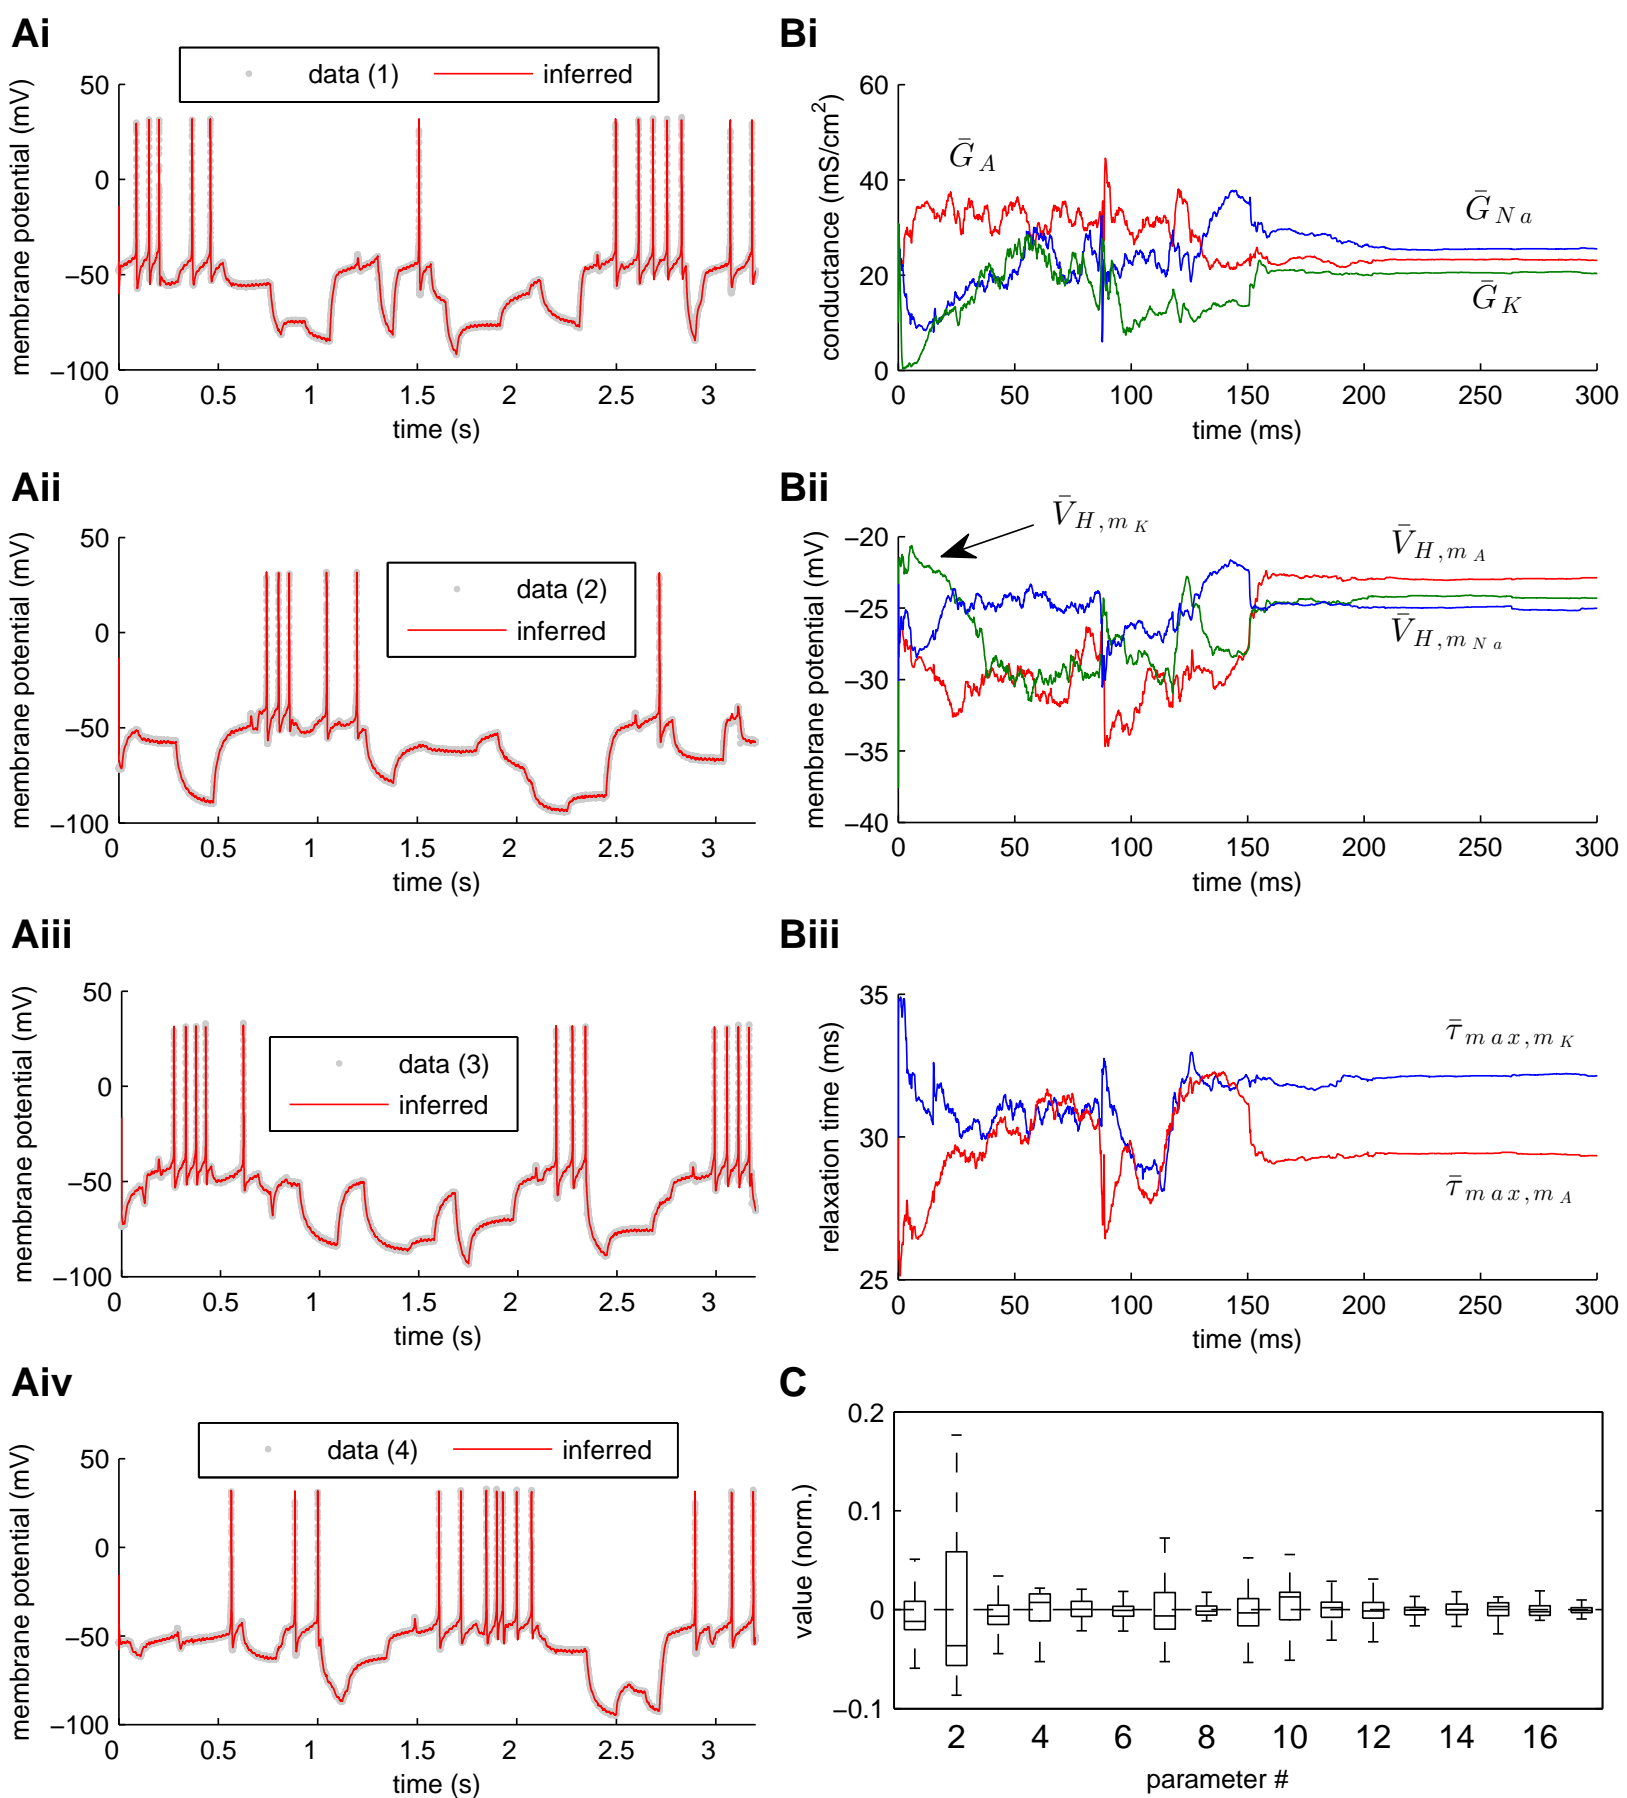 Ai
data (1) inferred
membrane potential (mV)
50
0
−50
−100
0 0.5 1 1.5 2 2.5 3
time (s)
Bi
conductance (mS/cm²)
60
40
20
0
ḠA
ḠNa
ḠK
0 50 100 150 200 250 300
time (ms)
Aii
data (2)
inferred
membrane potential (mV)
50
0
−50
−100
0 0.5 1 1.5 2 2.5 3
time (s)
Bii
membrane potential (mV)
−20
−25
−30
−35
−40
V̄H,mK
V̄H,mA
V̄H,mNa
0 50 100 150 200 250 300
time (ms)
Aiii
data (3)
inferred
membrane potential (mV)
50
0
−50
−100
0 0.5 1 1.5 2 2.5 3
time (s)
Biii
relaxation time (ms)
35
30
25
τ̄max,mK
τ̄max,mA
0 50 100 150 200 250 300
time (ms)
Aiv
data (4) inferred
membrane potential (mV)
50
0
−50
−100
0 0.5 1 1.5 2 2.5 3
time (s)
C
value (norm.)
0.2
0.1
0
−0.1
2 4 6 8 10 12 14 16
parameter #